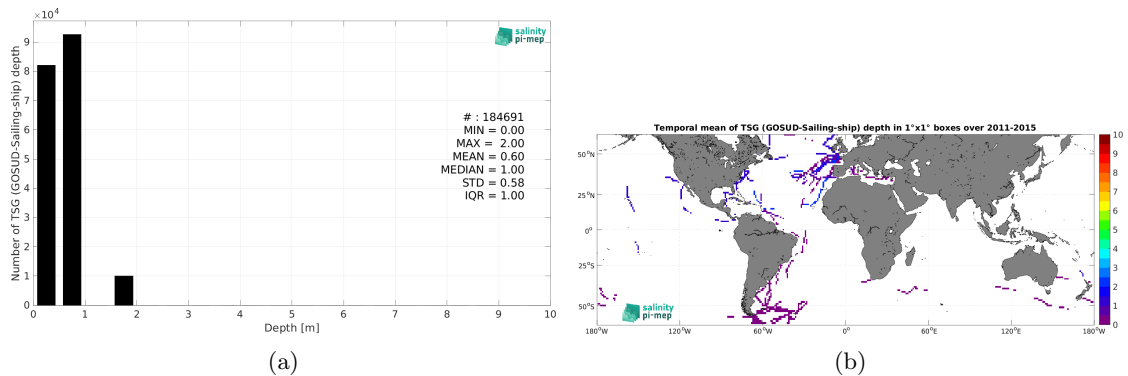 ×10⁴
Number of TSG (GOSUD-Sailing-ship) depth
9
8
7
6
5
4
3
2
1
0
0 1 2 3 4 5 6 7 8 9 10
Depth [m]
salinity
pi-mep
# : 184691
MIN = 0.00
MAX = 2.00
MEAN = 0.60
MEDIAN = 1.00
STD = 0.58
IQR = 1.00
(a)
Temporal mean of TSG (GOSUD-Sailing-ship) depth in 1°x1° boxes over 2011-2015
50°N
25°N
0°
25°S
50°S
180°W 120°W 60°W 0°E 60°E 120°E 180°W
salinity
pi-mep
10
9
8
7
6
5
4
3
2
1
0
(b)